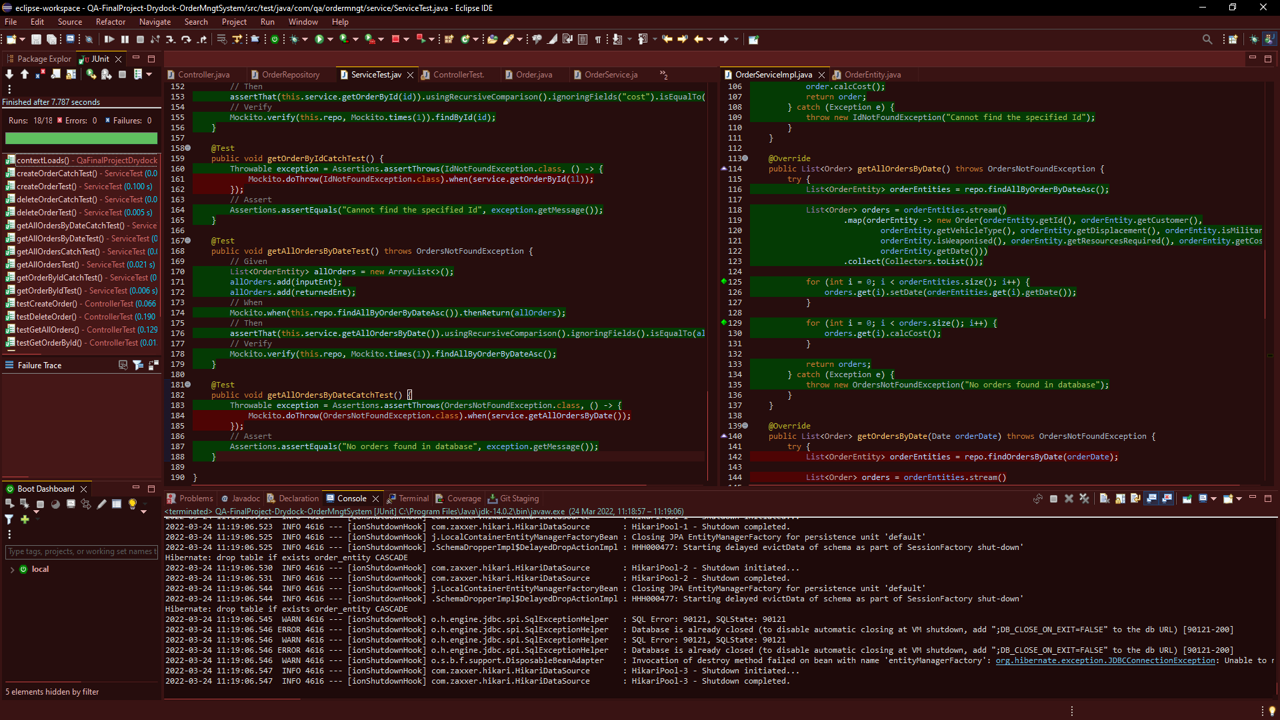 eclipse-workspace - QA-FinalProject-Drydock-OrderMngtSystem/src/test/java/com/qa/ordermngt/service/ServiceTest.java - Eclipse IDE
File Edit Source Refactor Navigate Search Project Run Window Help
Package Explor
JUnit
Finished after 7.787 seconds
Runs: 18/18 Errors: 0 Failures: 0
contextLoads() - QaFinalProjectDrydock
createOrderCatchTest() - ServiceTest (0.0
createOrderTest() - ServiceTest (0.100 s)
deleteOrderCatchTest() - ServiceTest (0.0
deleteOrderTest() - ServiceTest (0.005 s)
getAllOrdersByDateCatchTest() - ServiceT
getAllOrdersByDateTest() - ServiceTest (0
getAllOrdersCatchTest() - ServiceTest (0.
getAllOrdersTest() - ServiceTest (0.021 s)
getOrderByIdCatchTest() - ServiceTest (0.
getOrderByIdTest() - ServiceTest (0.006 s
testCreateOrder() - ControllerTest (0.066
testDeleteOrder() - ControllerTest (0.190
testGetAllOrders() - ControllerTest (0.129
testGetOrderById() - ControllerTest (0.01
Failure Trace
Boot Dashboard
Type tags, projects, or working set names t
local
5 elements hidden by filter
Controller.java OrderRepository ServiceTest.jav ControllerTest. Order.java OrderService.ja
152 // Then
153 assertThat(this.service.getOrderById(id)).usingRecursiveComparison().ignoringFields("cost").isEqualTo(
154 // Verify
155 Mockito.verify(this.repo, Mockito.times(1)).findById(id);
156 }
157
158 @Test
159 public void getOrderByIdCatchTest() {
160 Throwable exception = Assertions.assertThrows(IdNotFoundException.class, () -> {
161 Mockito.doThrow(IdNotFoundException.class).when(service.getOrderById(1l));
162 });
163 // Assert
164 Assertions.assertEquals("Cannot find the specified Id", exception.getMessage());
165 }
166
167 @Test
168 public void getAllOrdersByDateTest() throws OrdersNotFoundException {
169 // Given
170 List<OrderEntity> allOrders = new ArrayList<>();
171 allOrders.add(inputEnt);
172 allOrders.add(returnedEnt);
173 // When
174 Mockito.when(this.repo.findAllByOrderByDateAsc()).thenReturn(allOrders);
175 // Then
176 assertThat(this.service.getAllOrdersByDate()).usingRecursiveComparison().ignoringFields().isEqualTo(al
177 // Verify
178 Mockito.verify(this.repo, Mockito.times(1)).findAllByOrderByDateAsc();
179 }
180
181 @Test
182 public void getAllOrdersByDateCatchTest() {
183 Throwable exception = Assertions.assertThrows(OrdersNotFoundException.class, () -> {
184 Mockito.doThrow(OrdersNotFoundException.class).when(service.getAllOrdersByDate());
185 });
186 // Assert
187 Assertions.assertEquals("No orders found in database", exception.getMessage());
188 }
189
190 }
OrderServiceImpl.java OrderEntity.java
106 order.calcCost();
107 return order;
108 } catch (Exception e) {
109 throw new IdNotFoundException("Cannot find the specified Id");
110 }
111 }
112
113 @Override
114 public List<Order> getAllOrdersByDate() throws OrdersNotFoundException {
115 try {
116 List<OrderEntity> orderEntities = repo.findAllByOrderByDateAsc();
117
118 List<Order> orders = orderEntities.stream()
119 .map(orderEntity -> new Order(orderEntity.getId(), orderEntity.getCustomer(),
120 orderEntity.getVehicleType(), orderEntity.getDisplacement(), orderEntity.isMilitar
121 orderEntity.isWeaponised(), orderEntity.getResourcesRequired(), orderEntity.getCos
122 orderEntity.getDate()))
123 .collect(Collectors.toList());
124
125 for (int i = 0; i < orderEntities.size(); i++) {
126 orders.get(i).setDate(orderEntities.get(i).getDate());
127 }
128
129 for (int i = 0; i < orders.size(); i++) {
130 orders.get(i).calcCost();
131 }
132
133 return orders;
134 } catch (Exception e) {
135 throw new OrdersNotFoundException("No orders found in database");
136 }
137 }
138
139 @Override
140 public List<Order> getOrdersByDate(Date orderDate) throws OrdersNotFoundException {
141 try {
142 List<OrderEntity> orderEntities = repo.findOrdersByDate(orderDate);
143
144 List<Order> orders = orderEntities.stream()
Problems Javadoc Declaration Console Terminal Coverage Git Staging
<terminated> QA-FinalProject-Drydock-OrderMngtSystem [JUnit] C:\Program Files\Java\jdk-14.0.2\bin\javaw.exe (24 Mar 2022, 11:18:57 – 11:19:06)
2022-03-24 11:19:06.523 INFO 4616 --- [ionShutdownHook] com.zaxxer.hikari.HikariDataSource : HikariPool-1 - Shutdown completed.
2022-03-24 11:19:06.525 INFO 4616 --- [ionShutdownHook] j.LocalContainerEntityManagerFactoryBean : Closing JPA EntityManagerFactory for persistence unit 'default'
2022-03-24 11:19:06.525 INFO 4616 --- [ionShutdownHook] .SchemaDropperImpl$DelayedDropActionImpl : HHH000477: Starting delayed evictData of schema as part of SessionFactory shut-down'
Hibernate: drop table if exists order_entity CASCADE
2022-03-24 11:19:06.530 INFO 4616 --- [ionShutdownHook] com.zaxxer.hikari.HikariDataSource : HikariPool-2 - Shutdown initiated...
2022-03-24 11:19:06.533 INFO 4616 --- [ionShutdownHook] com.zaxxer.hikari.HikariDataSource : HikariPool-2 - Shutdown completed.
2022-03-24 11:19:06.544 INFO 4616 --- [ionShutdownHook] j.LocalContainerEntityManagerFactoryBean : Closing JPA EntityManagerFactory for persistence unit 'default'
2022-03-24 11:19:06.544 INFO 4616 --- [ionShutdownHook] .SchemaDropperImpl$DelayedDropActionImpl : HHH000477: Starting delayed evictData of schema as part of SessionFactory shut-down'
Hibernate: drop table if exists order_entity CASCADE
2022-03-24 11:19:06.545 WARN 4616 --- [ionShutdownHook] o.h.engine.jdbc.spi.SqlExceptionHelper : SQL Error: 90121, SQLState: 90121
2022-03-24 11:19:06.546 ERROR 4616 --- [ionShutdownHook] o.h.engine.jdbc.spi.SqlExceptionHelper : Database is already closed (to disable automatic closing at VM shutdown, add ";DB_CLOSE_ON_EXIT=FALSE" to the db URL) [90121-200]
2022-03-24 11:19:06.546 ERROR 4616 --- [ionShutdownHook] o.h.engine.jdbc.spi.SqlExceptionHelper : Database is already closed (to disable automatic closing at VM shutdown, add ";DB_CLOSE_ON_EXIT=FALSE" to the db URL) [90121-200]
2022-03-24 11:19:06.546 WARN 4616 --- [ionShutdownHook] o.s.b.f.support.DisposableBeanAdapter : Invocation of destroy method failed on bean with name 'entityManagerFactory': org.hibernate.exception.JDBCConnectionException: Unable to r
2022-03-24 11:19:06.547 INFO 4616 --- [ionShutdownHook] com.zaxxer.hikari.HikariDataSource : HikariPool-3 - Shutdown initiated...
2022-03-24 11:19:06.547 INFO 4616 --- [ionShutdownHook] com.zaxxer.hikari.HikariDataSource : HikariPool-3 - Shutdown completed.